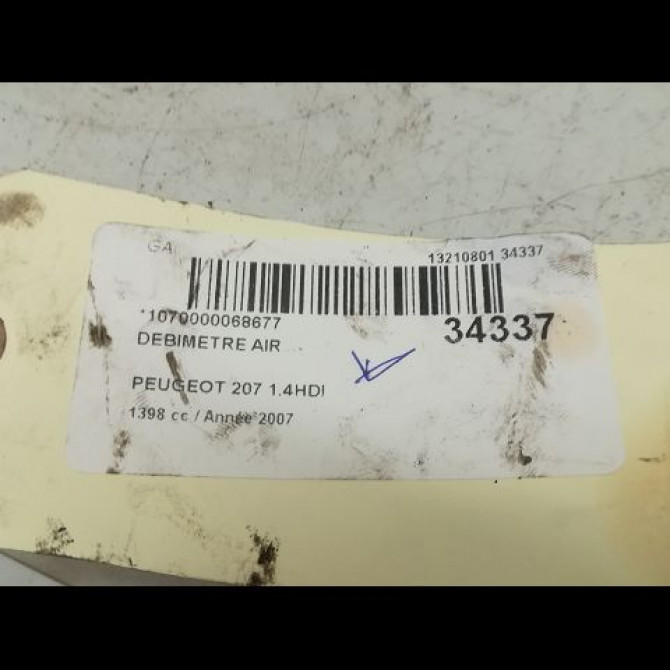 GA
13210801 34337
*1070000068677
34337
DEBIMETRE AIR
PEUGEOT 207 1.4HDI
1398 cc / Année 2007